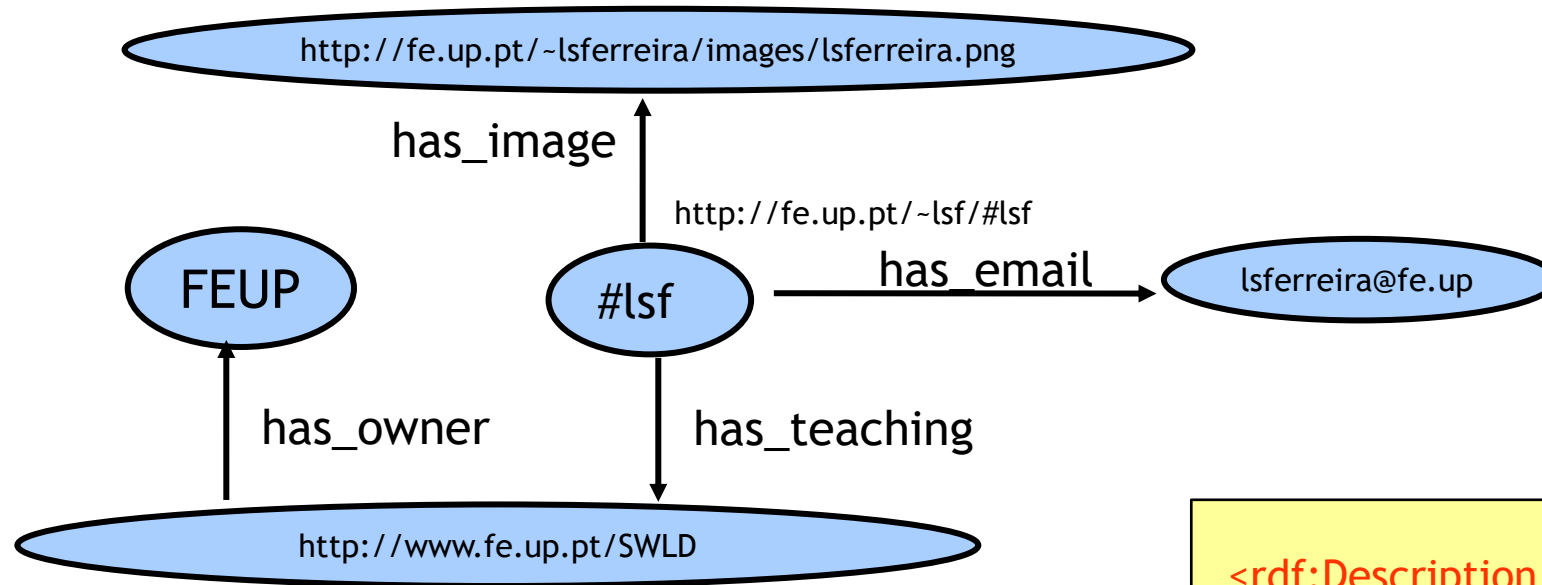 http://fe.up.pt/~lsferreira/images/lsferreira.png
has_image
http://fe.up.pt/~lsf/#lsf
FEUP
#lsf
has_email
lsferreira@fe.up
has_owner
has_teaching
http://www.fe.up.pt/SWLD
<rdf:Description